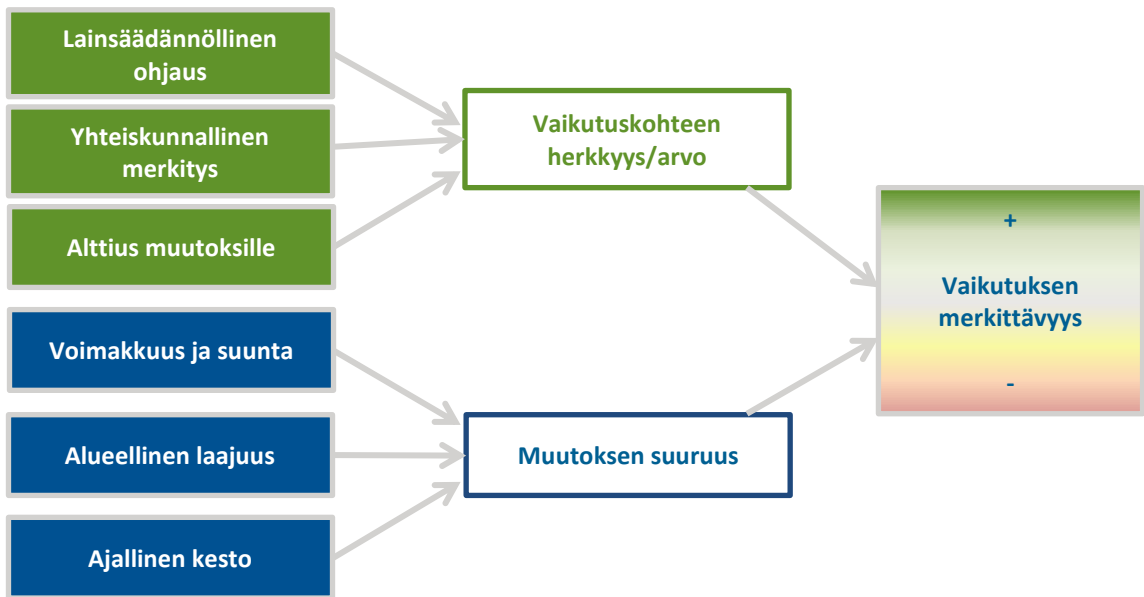 Lainsäädännöllinen
ohjaus
Yhteiskunnallinen
merkitys
Alttius muutoksille
Voimakkuus ja suunta
Alueellinen laajuus
Ajallinen kesto
Vaikutuskohteen
herkkyys/arvo
Muutoksen suuruus
+
Vaikutuksen
merkittävyys
-